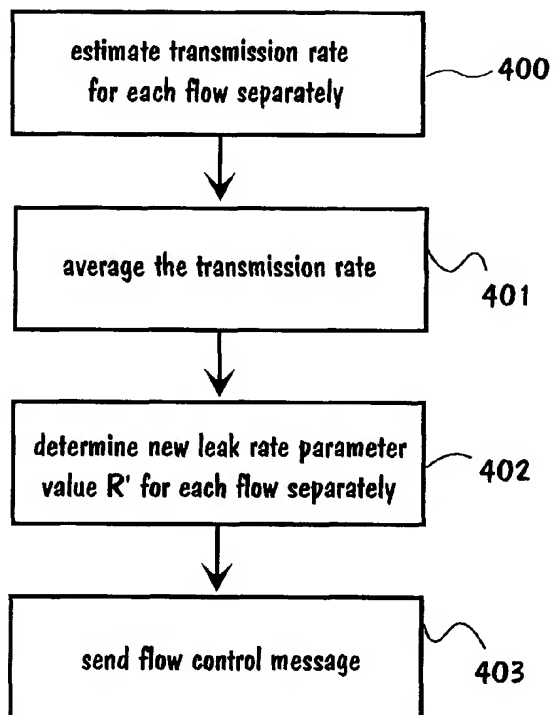 estimate transmission rate
for each flow separately
400
average the transmission rate
401
determine new leak rate parameter
value R' for each flow separately
402
send flow control message
403